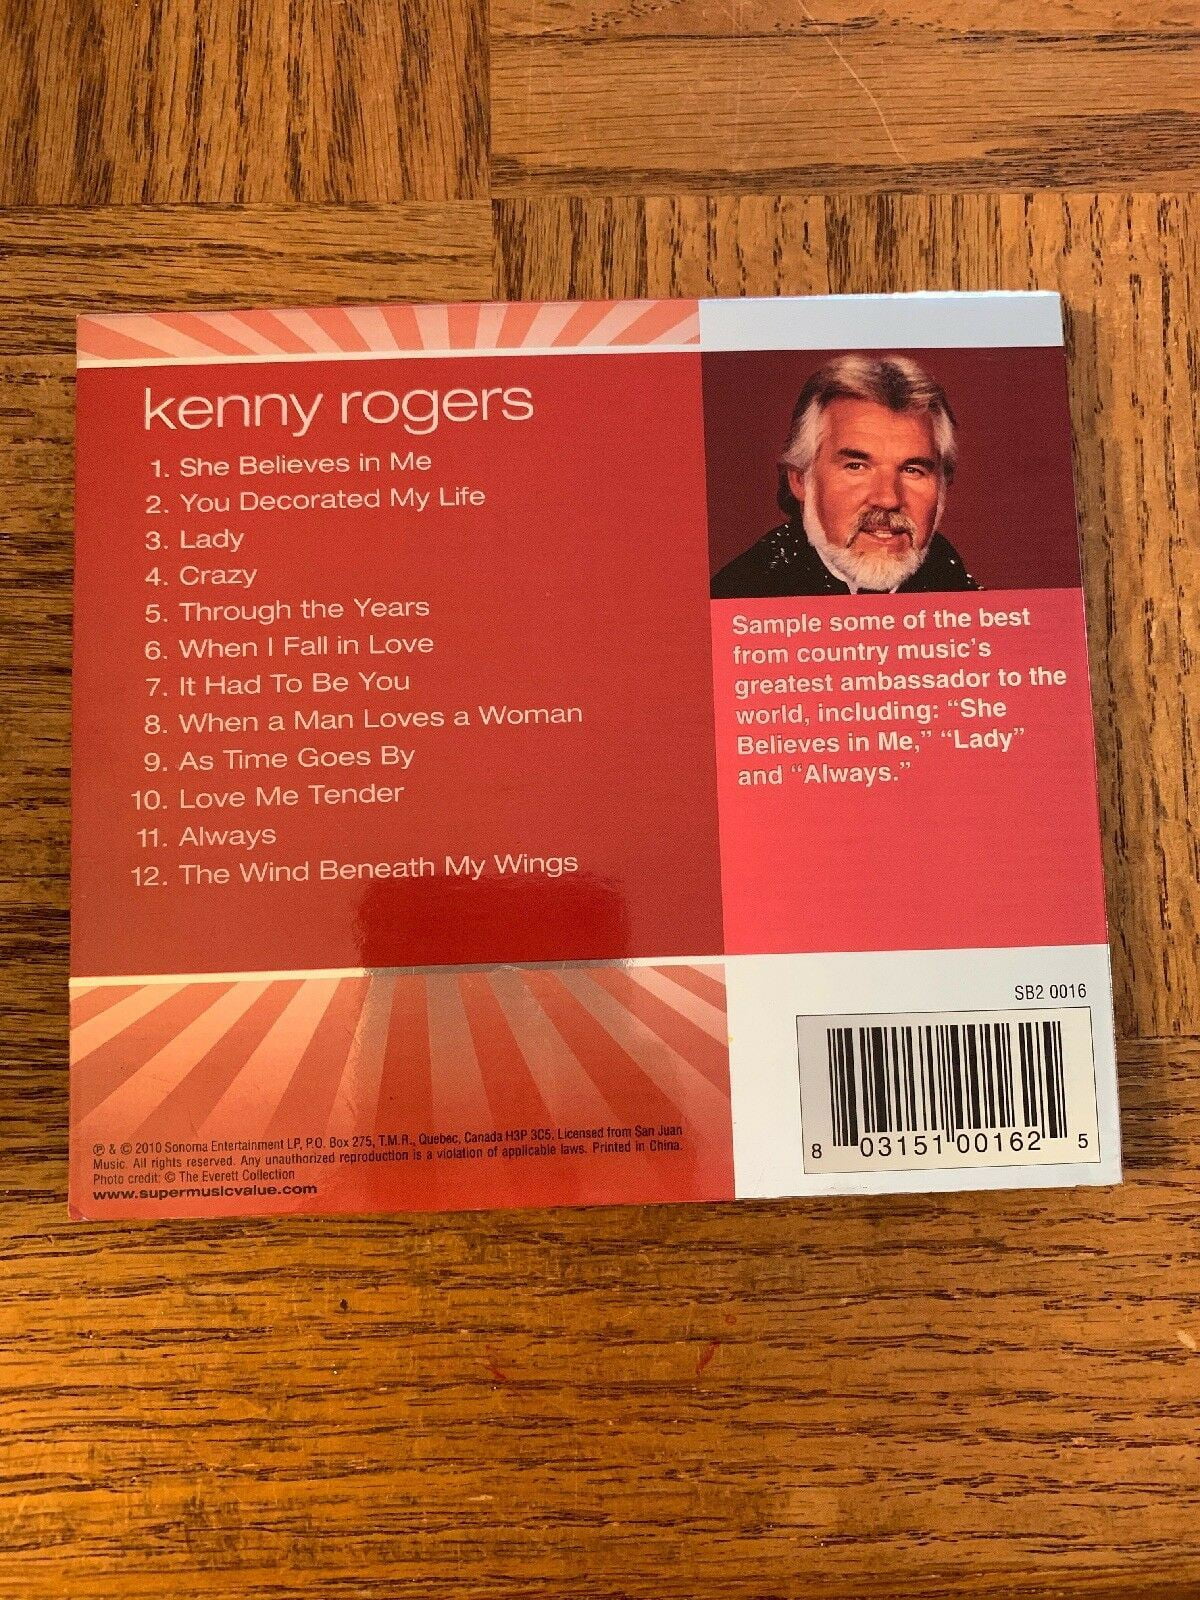 kenny rogers
1. She Believes in Me
2. You Decorated My Life
3. Lady
4. Crazy
5. Through the Years
6. When I Fall in Love
7. It Had To Be You
8. When a Man Loves a Woman
9. As Time Goes By
10. Love Me Tender
11. Always
12. The Wind Beneath My Wings
Sample some of the best
from country music's
greatest ambassador to the
world, including: “She
Believes in Me,” “Lady”
and “Always.”
SB2 0016
8 03151 00162 5
℗ & © 2010 Sonoma Entertainment LP, P.O. Box 275, T.M.R., Quebec, Canada H3P 3C5. Licensed from San Juan
Music. All rights reserved. Any unauthorized reproduction is a violation of applicable laws. Printed in China.
Photo credit: © The Everett Collection
www.supermusicvalue.com